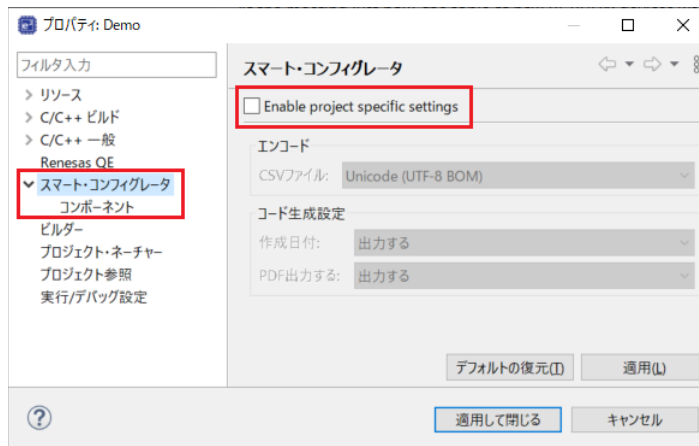 プロパティ: Demo
フィルタ入力
リソース
C/C++ ビルド
C/C++ 一般
Renesas QE
スマート・コンフィグレータ
コンポーネント
ビルダー
プロジェクト・ネーチャー
プロジェクト参照
実行/デバッグ設定
スマート・コンフィグレータ
Enable project specific settings
エンコード
CSVファイル: Unicode (UTF-8 BOM)
コード生成設定
作成日付: 出力する
PDF出力する: 出力する
デフォルトの復元(T) 適用(L)
適用して閉じる キャンセル